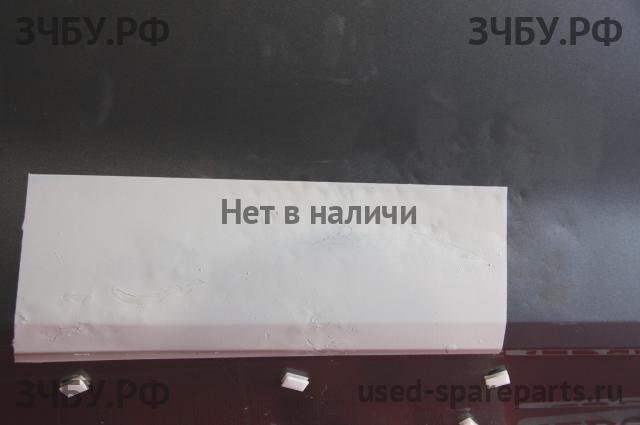 ЗЧБУ.РФ ЗЧБУ.РФ
Нет в наличи
ЗЧБУ.РФ used-spareparts.ru